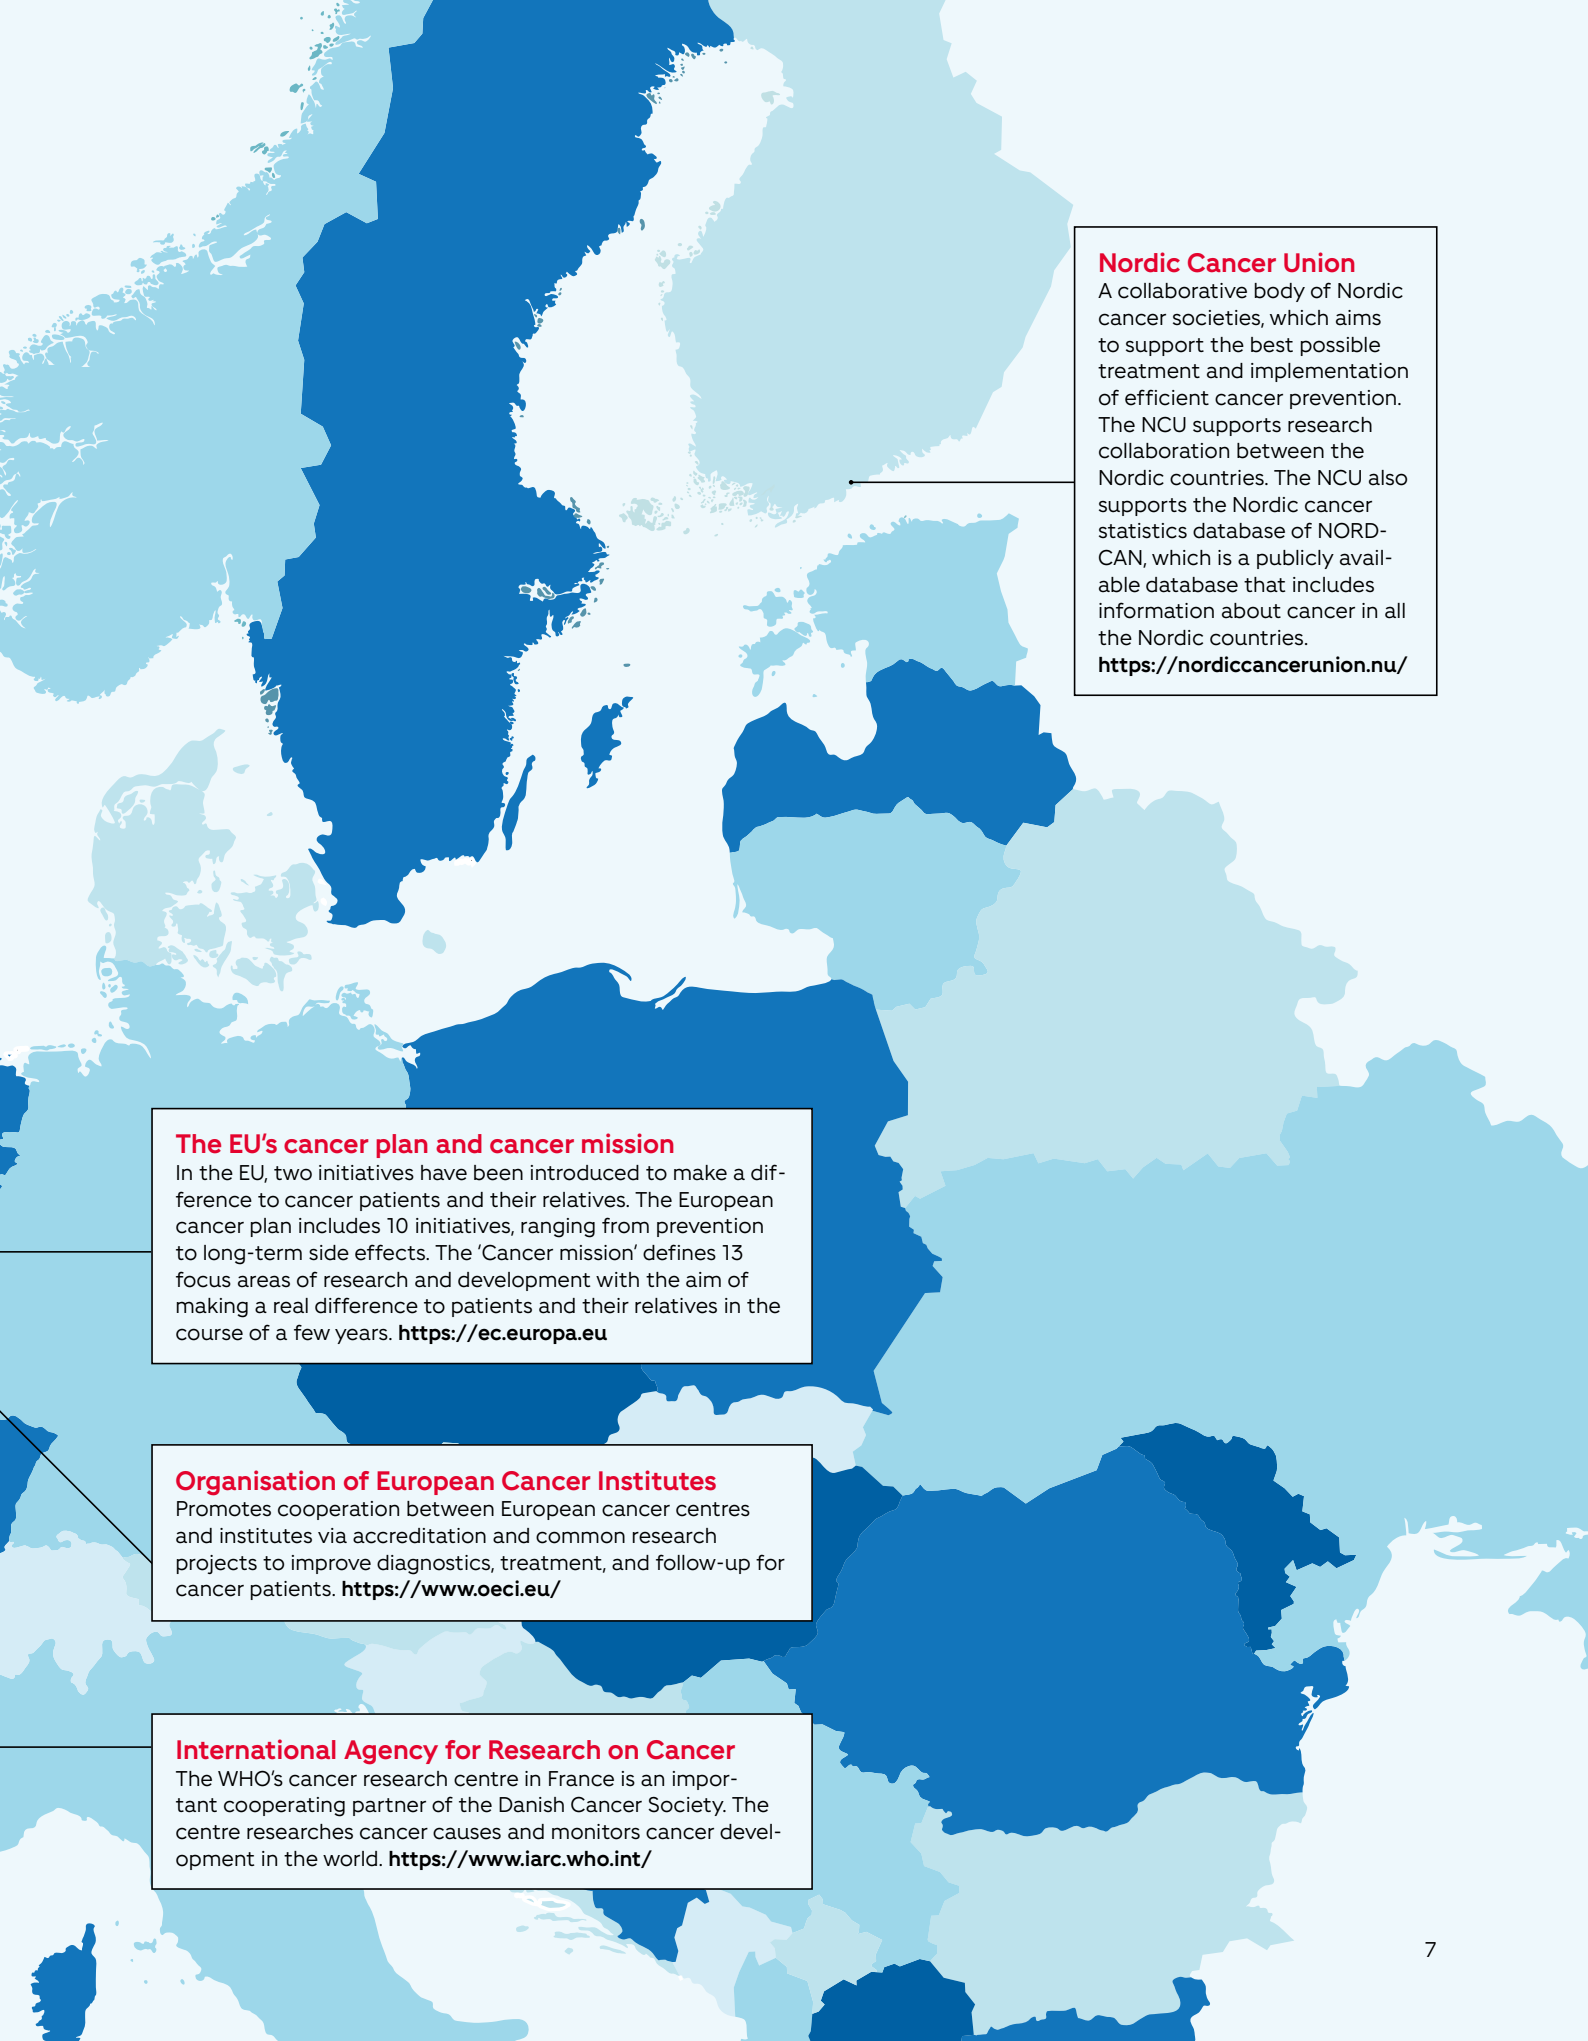 Nordic Cancer Union
A collaborative body of Nordic
cancer societies, which aims
to support the best possible
treatment and implementation
of efficient cancer prevention.
The NCU supports research
collaboration between the
Nordic countries. The NCU also
supports the Nordic cancer
statistics database of NORD-
CAN, which is a publicly avail-
able database that includes
information about cancer in all
the Nordic countries.
https://nordiccancerunion.nu/
The EU’s cancer plan and cancer mission
In the EU, two initiatives have been introduced to make a dif-
ference to cancer patients and their relatives. The European
cancer plan includes 10 initiatives, ranging from prevention
to long-term side effects. The ‘Cancer mission’ defines 13
focus areas of research and development with the aim of
making a real difference to patients and their relatives in the
course of a few years. https://ec.europa.eu
Organisation of European Cancer Institutes
Promotes cooperation between European cancer centres
and institutes via accreditation and common research
projects to improve diagnostics, treatment, and follow-up for
cancer patients. https://www.oeci.eu/
International Agency for Research on Cancer
The WHO’s cancer research centre in France is an impor-
tant cooperating partner of the Danish Cancer Society. The
centre researches cancer causes and monitors cancer devel-
opment in the world. https://www.iarc.who.int/
7